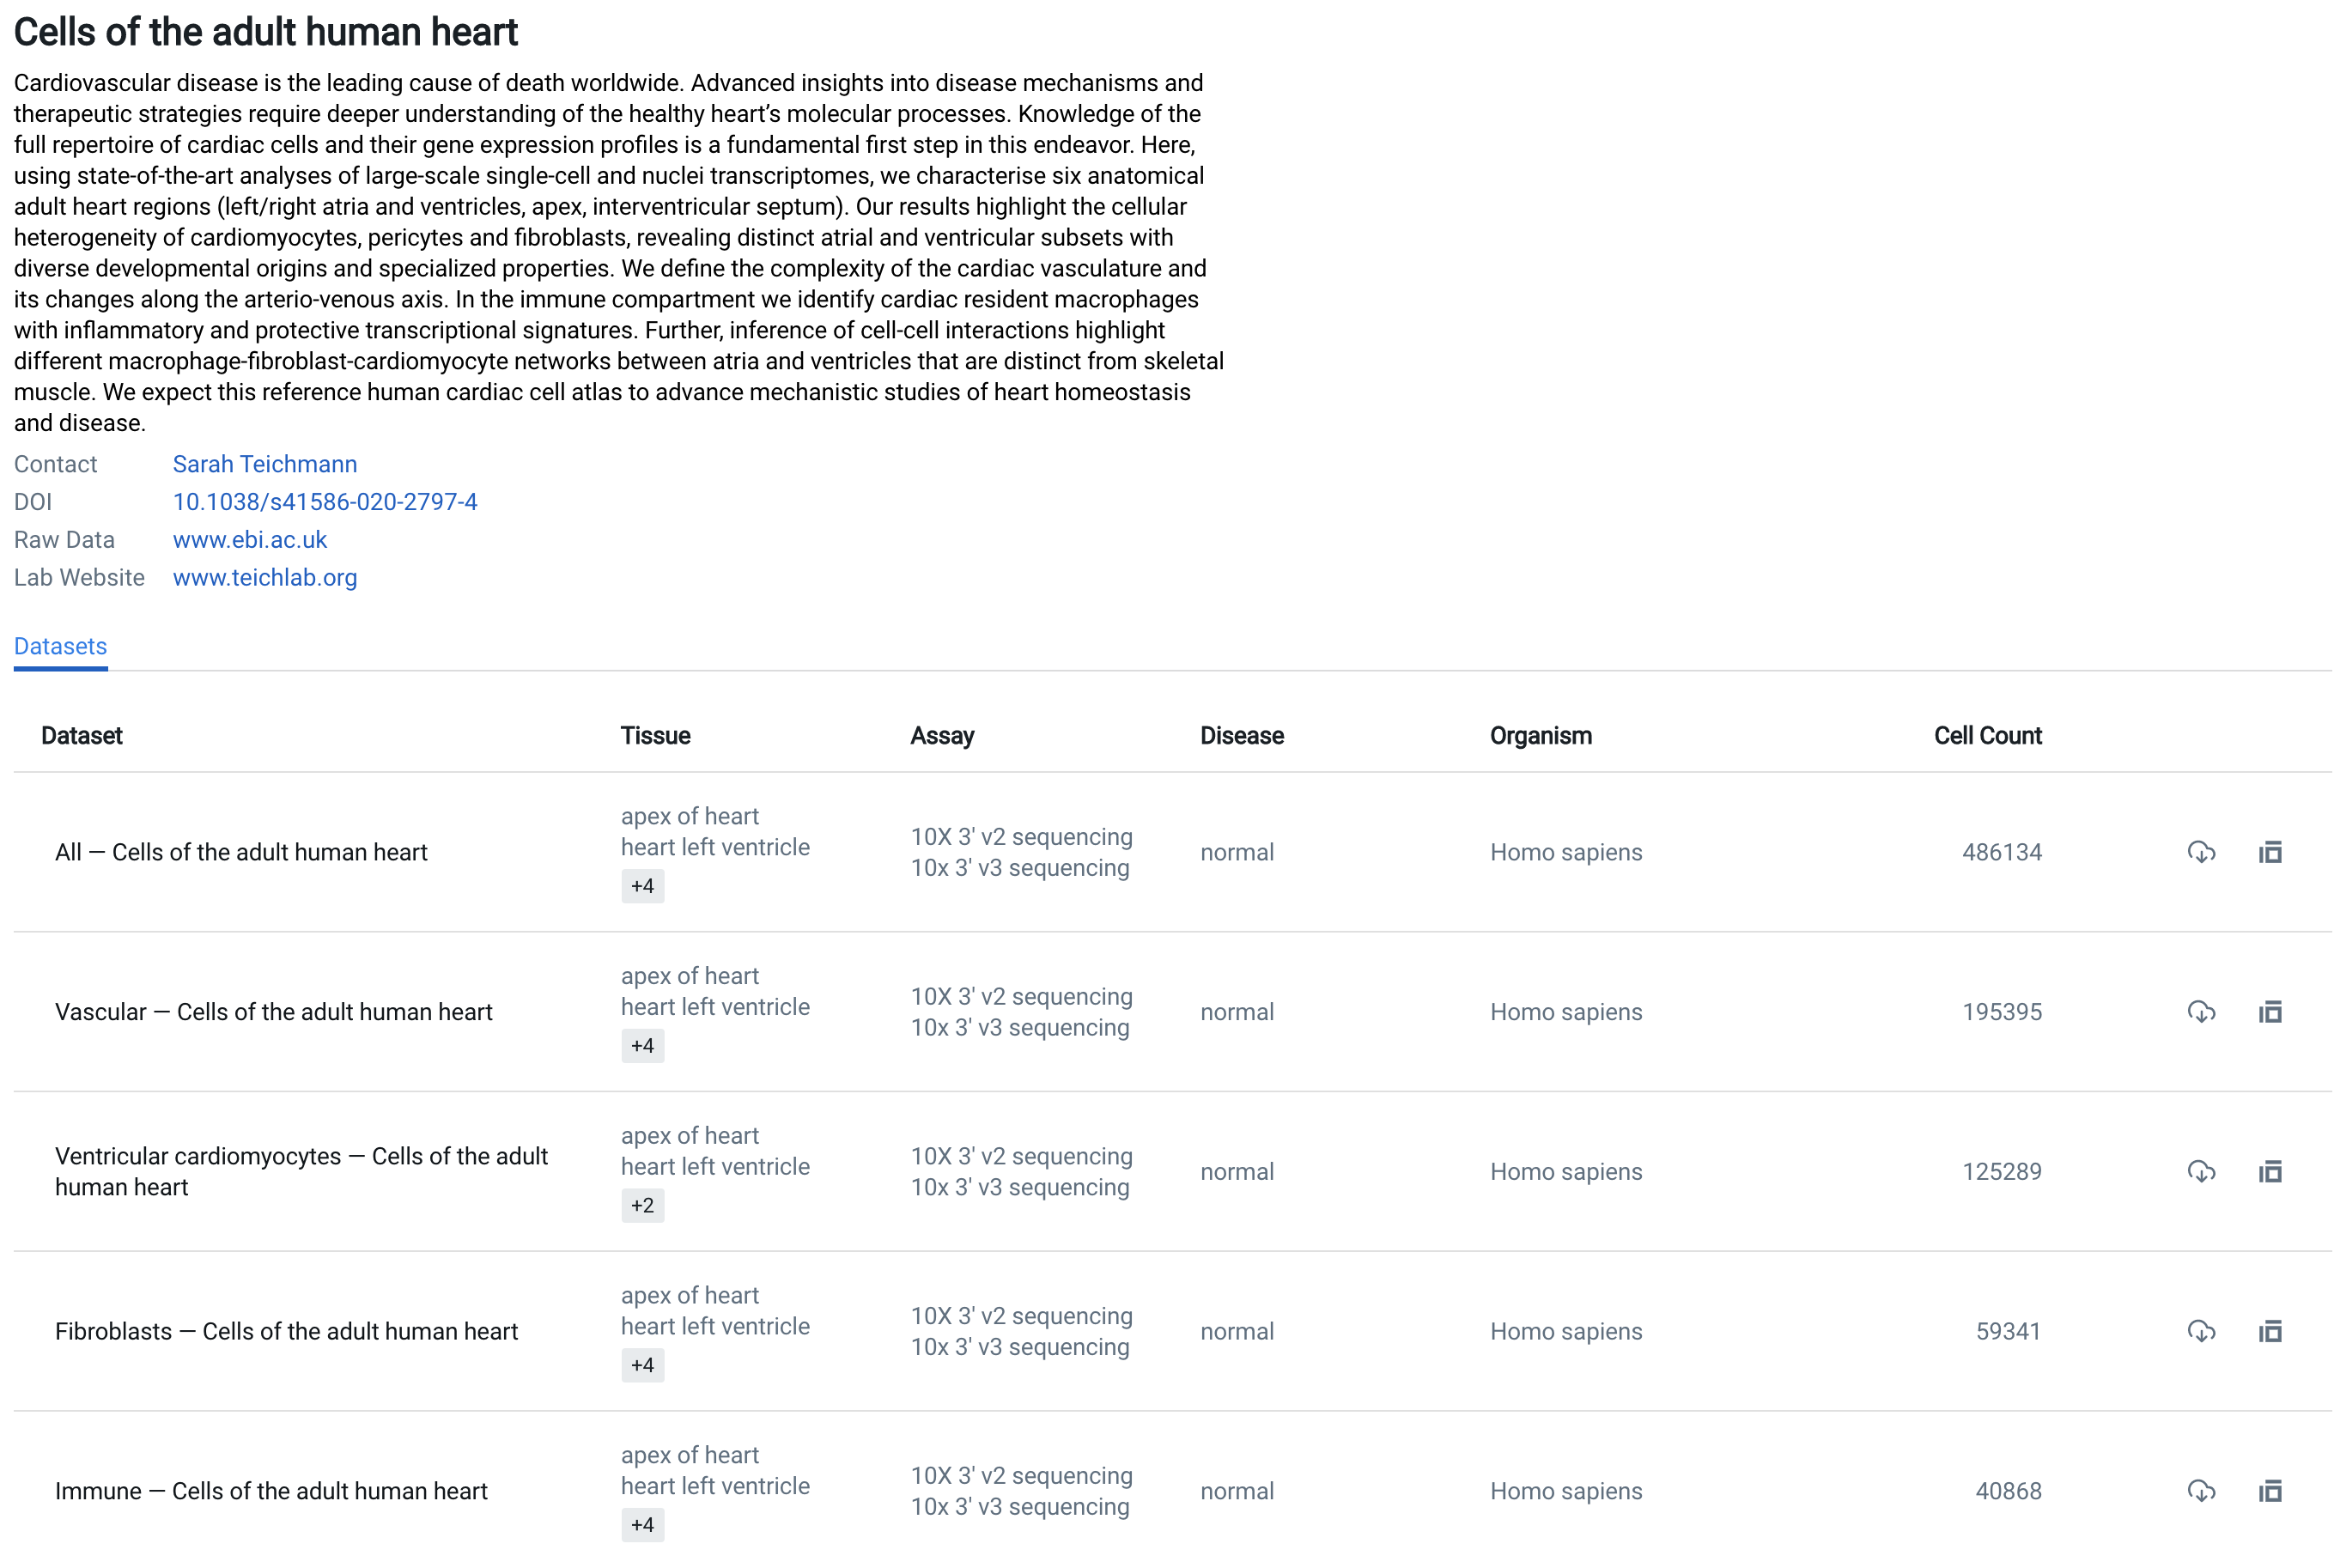 Cells of the adult human heart
Cardiovascular disease is the leading cause of death worldwide. Advanced insights into disease mechanisms and
therapeutic strategies require deeper understanding of the healthy heart’s molecular processes. Knowledge of the
full repertoire of cardiac cells and their gene expression profiles is a fundamental first step in this endeavor. Here,
using state-of-the-art analyses of large-scale single-cell and nuclei transcriptomes, we characterise six anatomical
adult heart regions (left/right atria and ventricles, apex, interventricular septum). Our results highlight the cellular
heterogeneity of cardiomyocytes, pericytes and fibroblasts, revealing distinct atrial and ventricular subsets with
diverse developmental origins and specialized properties. We define the complexity of the cardiac vasculature and
its changes along the arterio-venous axis. In the immune compartment we identify cardiac resident macrophages
with inflammatory and protective transcriptional signatures. Further, inference of cell-cell interactions highlight
different macrophage-fibroblast-cardiomyocyte networks between atria and ventricles that are distinct from skeletal
muscle. We expect this reference human cardiac cell atlas to advance mechanistic studies of heart homeostasis
and disease.
Contact Sarah Teichmann
DOI 10.1038/s41586-020-2797-4
Raw Data www.ebi.ac.uk
Lab Website www.teichlab.org
Datasets
Dataset Tissue Assay Disease Organism Cell Count
All — Cells of the adult human heart
apex of heart
heart left ventricle
+4
10X 3' v2 sequencing
10x 3' v3 sequencing
normal
Homo sapiens
486134
Vascular — Cells of the adult human heart
apex of heart
heart left ventricle
+4
10X 3' v2 sequencing
10x 3' v3 sequencing
normal
Homo sapiens
195395
Ventricular cardiomyocytes — Cells of the adult
human heart
apex of heart
heart left ventricle
+2
10X 3' v2 sequencing
10x 3' v3 sequencing
normal
Homo sapiens
125289
Fibroblasts — Cells of the adult human heart
apex of heart
heart left ventricle
+4
10X 3' v2 sequencing
10x 3' v3 sequencing
normal
Homo sapiens
59341
Immune — Cells of the adult human heart
apex of heart
heart left ventricle
+4
10X 3' v2 sequencing
10x 3' v3 sequencing
normal
Homo sapiens
40868